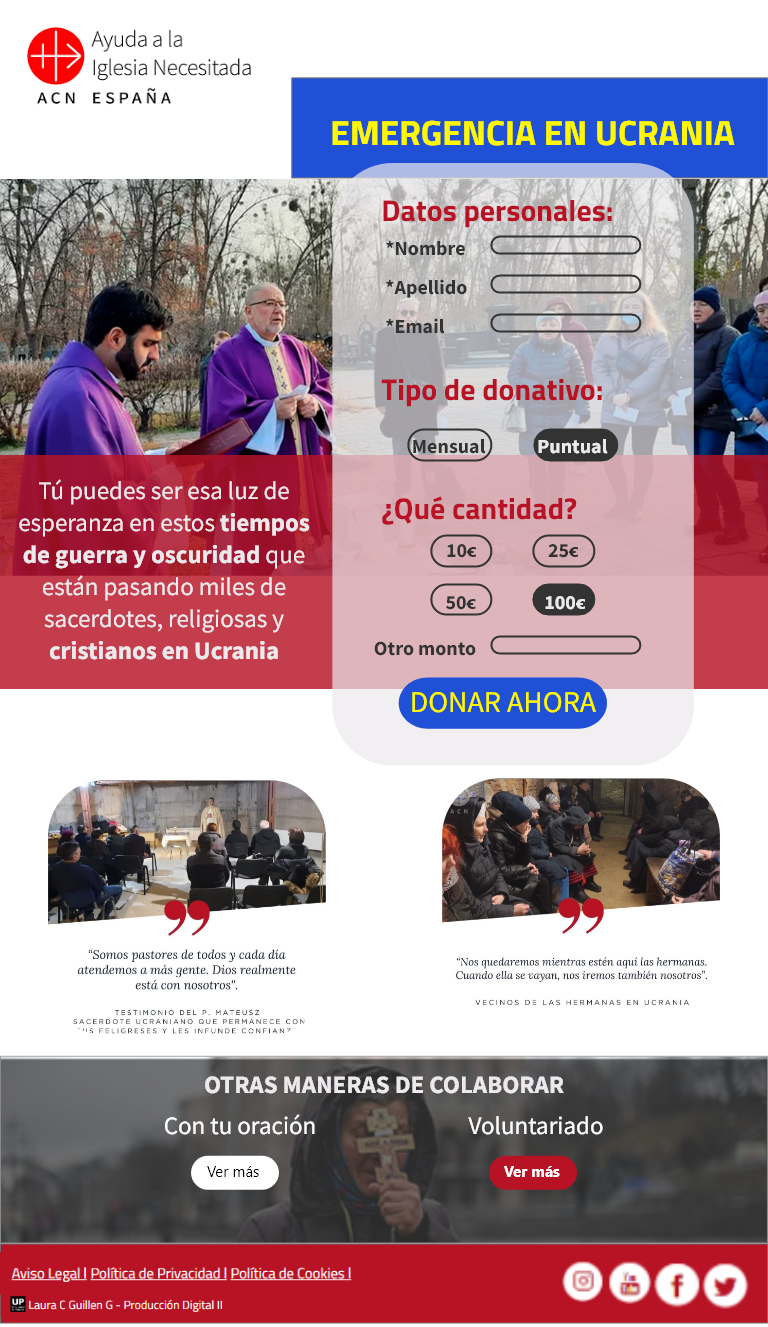 Ayuda a la
Iglesia Necesitada
ACN ESPAÑA
EMERGENCIA EN UCRANIA
Datos personales:
*Nombre
*Apellido
*Email
Tipo de donativo:
Mensual Puntual
Tú puedes ser esa luz de
esperanza en estos tiempos
de guerra y oscuridad que
están pasando miles de
sacerdotes, religiosas y
cristianos en Ucrania
¿Qué cantidad?
10€ 25€
50€ 100€
Otro monto
DONAR AHORA
ACN
"Somos pastores de todos y cada día
atendemos a más gente. Dios realmente
está con nosotros".
TESTIMONIO DEL P. MATEUSZ
SACERDOTE UCRANIANO QUE PERMANECE CON
FELIGRESES Y LES INFUNDE
"Nos quedaremos mientras estén aquí las hermanas.
Cuando ella se vayan, nos iremos también nosotros".
VECINOS DE LAS HERMANAS EN UCRANIA
OTRAS MANERAS DE COLABORAR
Con tu oración Voluntariado
Ver más Ver más
Aviso Legal | Política de Privacidad | Política de Cookies |
UP Laura C Guillen G - Producción Digital II